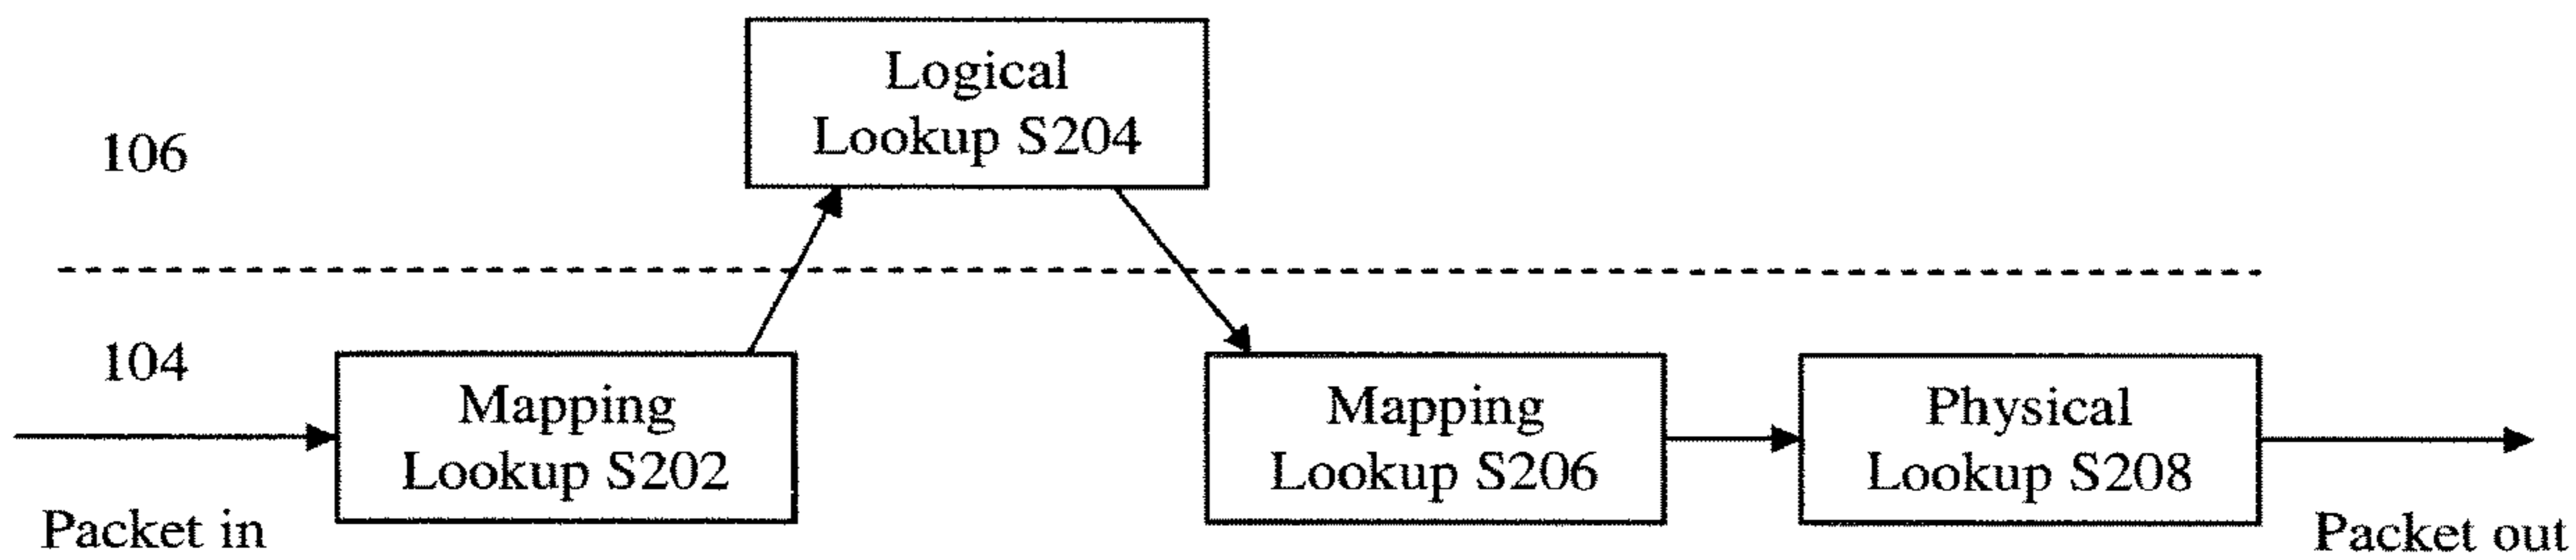 Logical
Lookup S204
106
104
Mapping
Lookup S202
Mapping
Lookup S206
Physical
Lookup S208
Packet in
Packet out